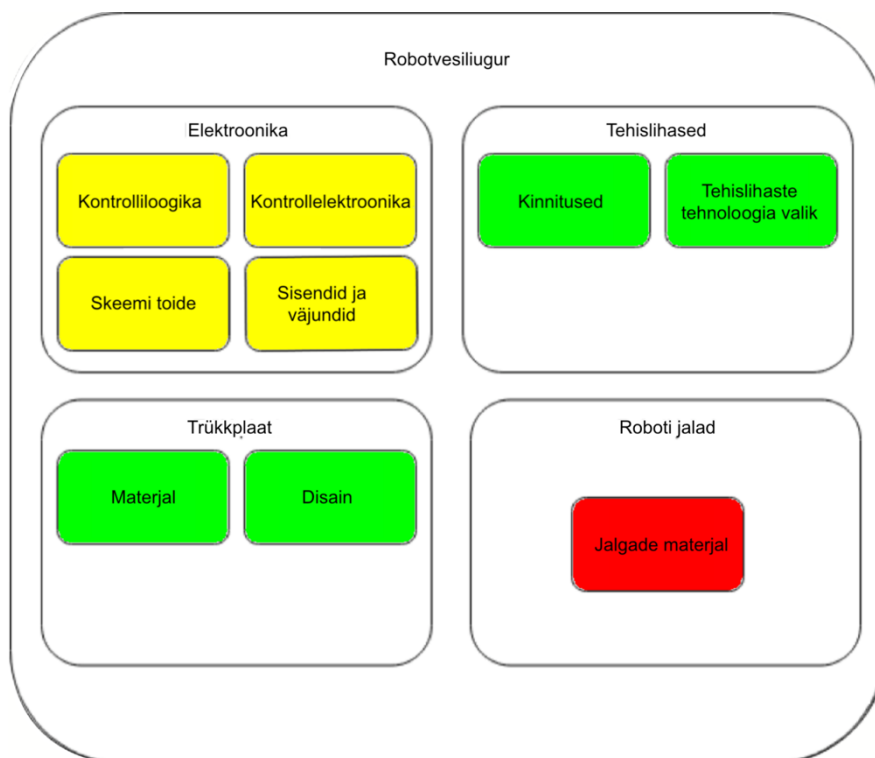 Robotvesiliugur
Elektroonika
Kontrolliloogika
Kontrollelektroonika
Skeemi toide
Sisendid ja
väjundid
Tehislihased
Kinnitused
Tehislihaste
tehnoloogia valik
Trükkplaat
Materjal
Disain
Roboti jalad
Jalgade materjal